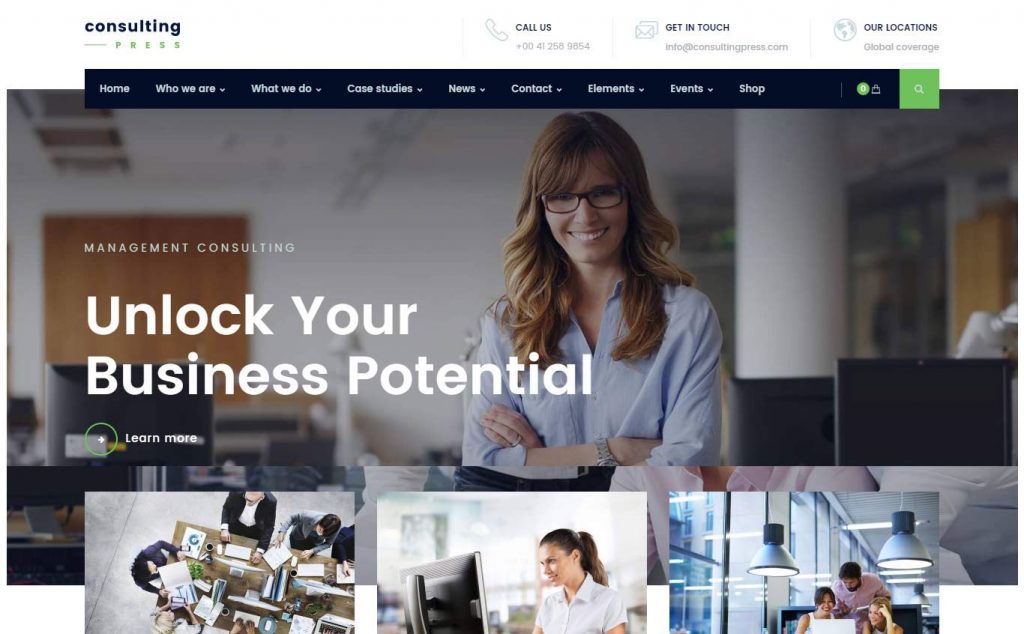 consulting
PRESS
CALL US
+00 41 258 9854
GET IN TOUCH
info@consultingpress.com
OUR LOCATIONS
Global coverage
Home Who we are What we do Case studies News Contact Elements Events Shop 0
MANAGEMENT CONSULTING
Unlock Your
Business Potential
Learn more